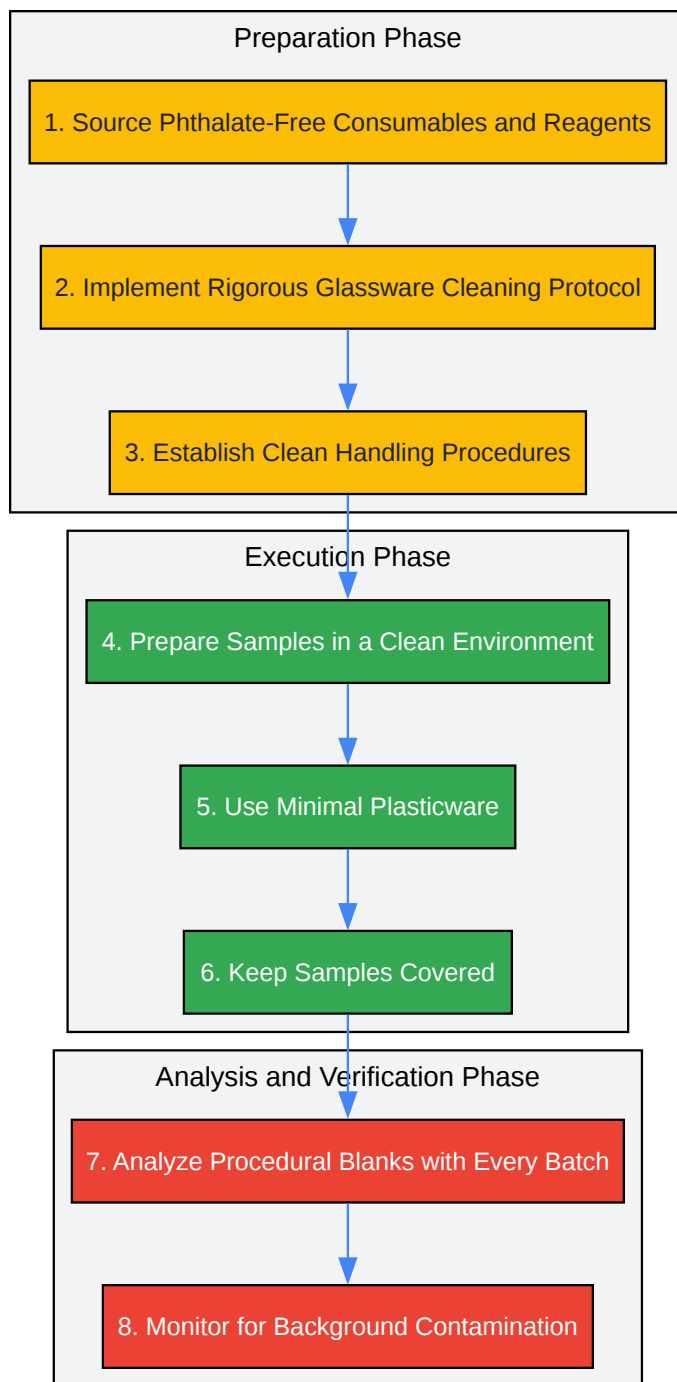 Preparation Phase
1. Source Phthalate-Free Consumables and Reagents
2. Implement Rigorous Glassware Cleaning Protocol
3. Establish Clean Handling Procedures
Execution Phase
4. Prepare Samples in a Clean Environment
5. Use Minimal Plasticware
6. Keep Samples Covered
Analysis and Verification Phase
7. Analyze Procedural Blanks with Every Batch
8. Monitor for Background Contamination